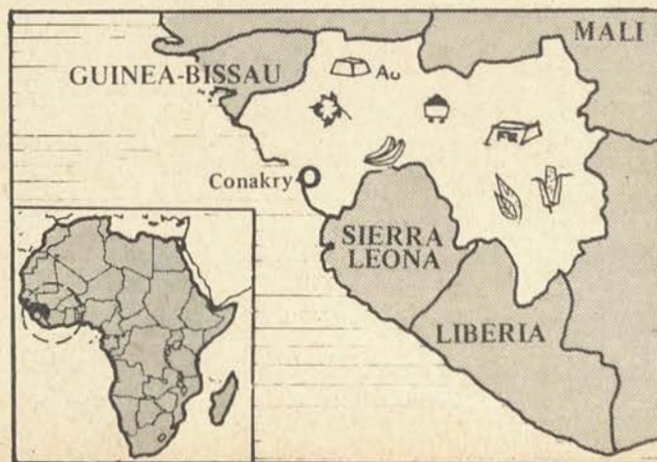 MALI
GUINEA-BISSAU
Au
Fe
Conakry
SIERRA
LEONA
LIBERIA